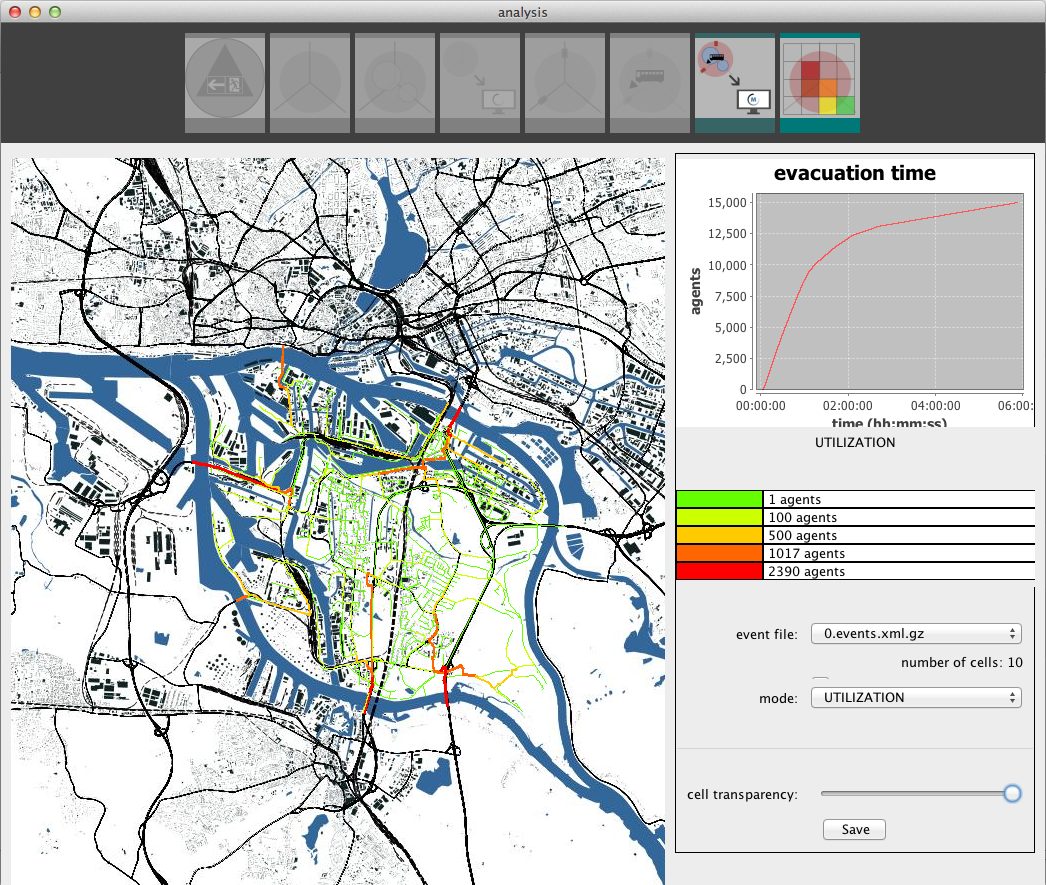 analysis
M
evacuation time
15,000
12,500
10,000
7,500
5,000
2,500
0
agents
00:00:00 02:00:00 04:00:00 06:00:
time (hh:mm:ss)
UTILIZATION
1 agents
100 agents
500 agents
1017 agents
2390 agents
event file: 0.events.xml.gz
number of cells: 10
mode: UTILIZATION
cell transparency:
Save